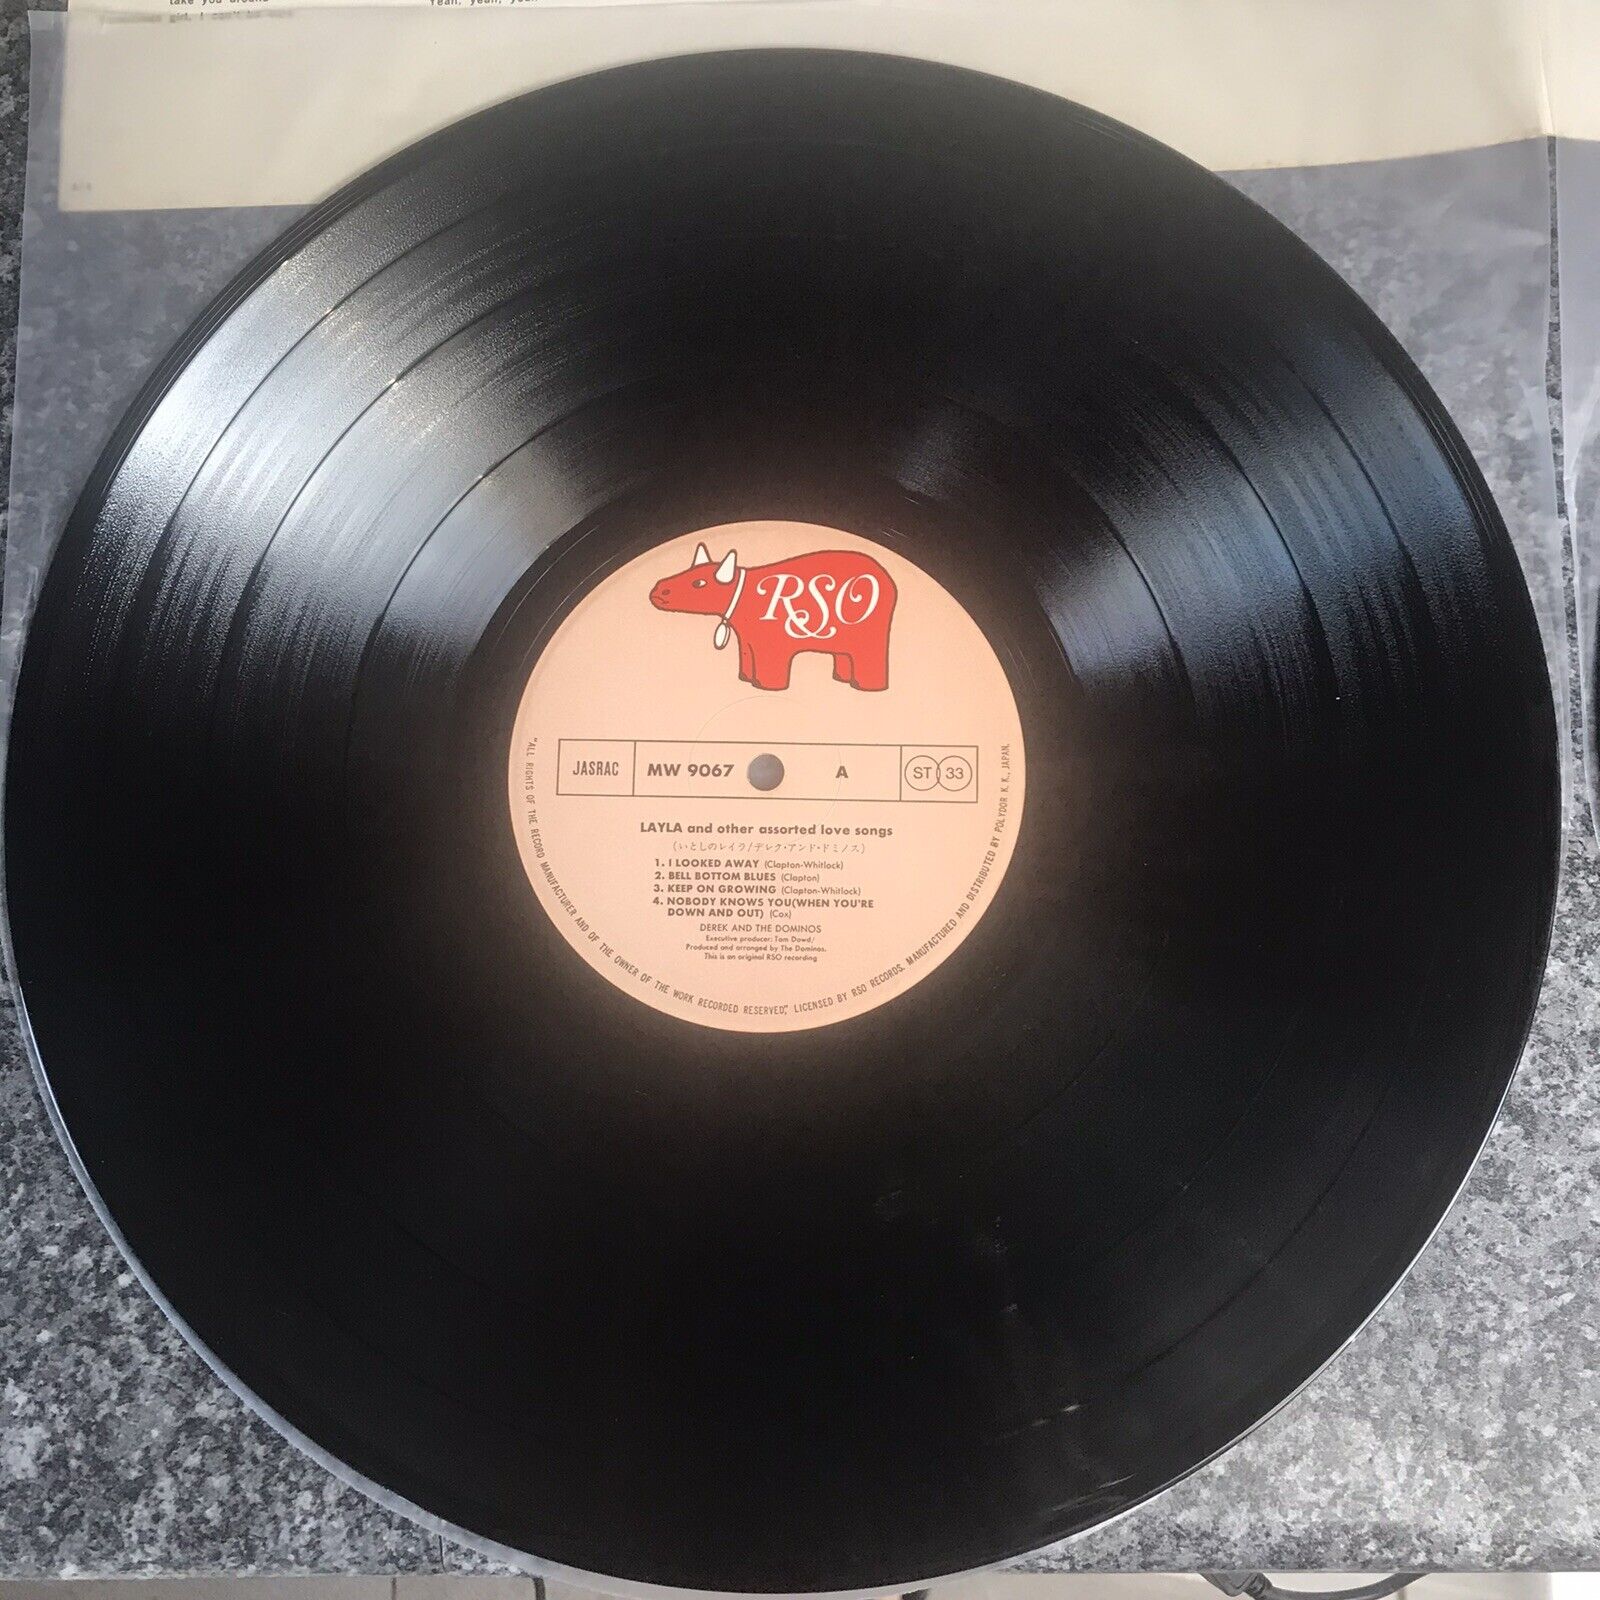 take you around
Yeah, yeah, yeah
girl, I can't
RSO
JASRAC
MW 9067
A
ST 33
LAYLA and other assorted love songs
(いとしのレイラ/デレク・アンド・ドミノス)
1. I LOOKED AWAY (Clapton-Whitlock)
2. BELL BOTTOM BLUES (Clapton)
3. KEEP ON GROWING (Clapton-Whitlock)
4. NOBODY KNOWS YOU(WHEN YOU'RE
DOWN AND OUT) (Cox)
DEREK AND THE DOMINOS
Executive producer: Tom Dowd/
Produced and arranged by The Dominos.
This is an original RSO recording
"ALL RIGHTS OF THE RECORD MANUFACTURER AND OF THE OWNER OF THE WORK RECORDED RESERVED," LICENSED BY RSO RECORDS. MANUFACTURED AND DISTRIBUTED BY POLYDOR K. K., JAPAN.